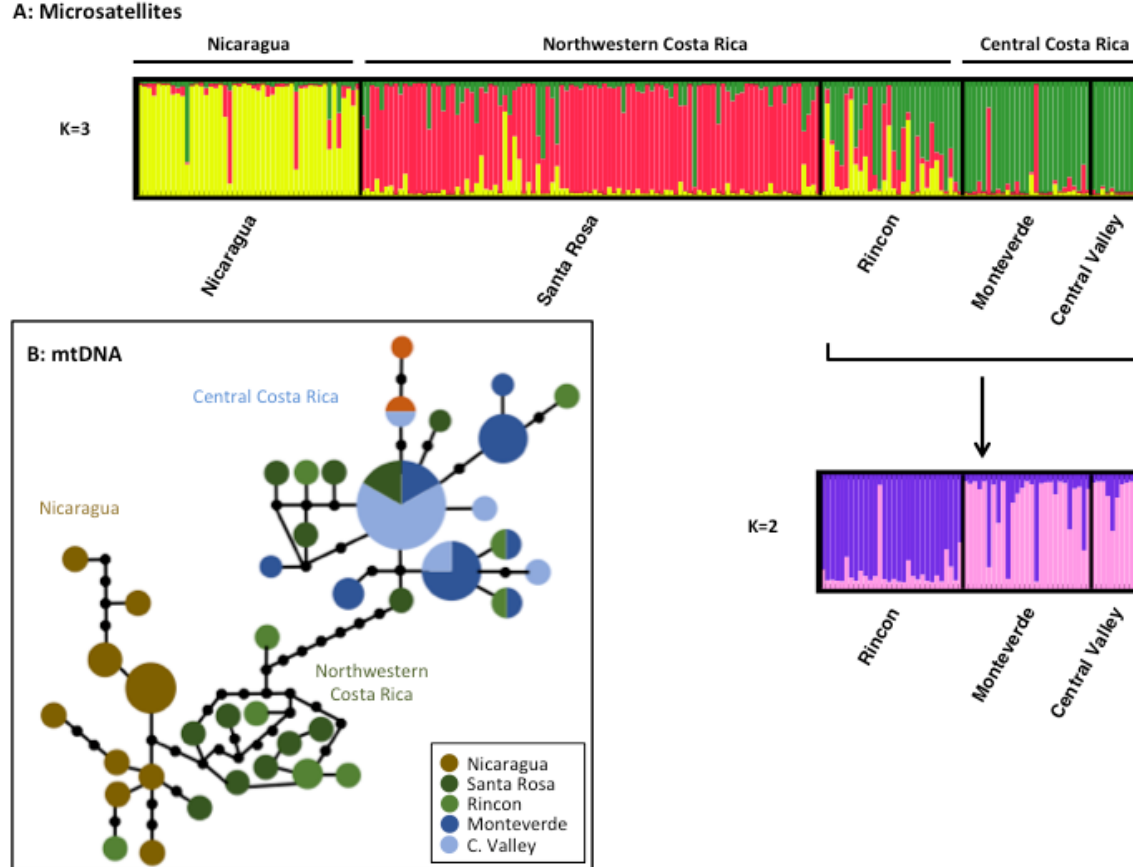 A: Microsatellites
Nicaragua
Northwestern Costa Rica
Central Costa Rica
K=3
Nicaragua
Santa Rosa
Rincon
Monteverde
Central Valley
B: mtDNA
Central Costa Rica
Nicaragua
Northwestern
Costa Rica
Nicaragua
Santa Rosa
Rincon
Monteverde
C. Valley
K=2
Rincon
Monteverde
Central Valley